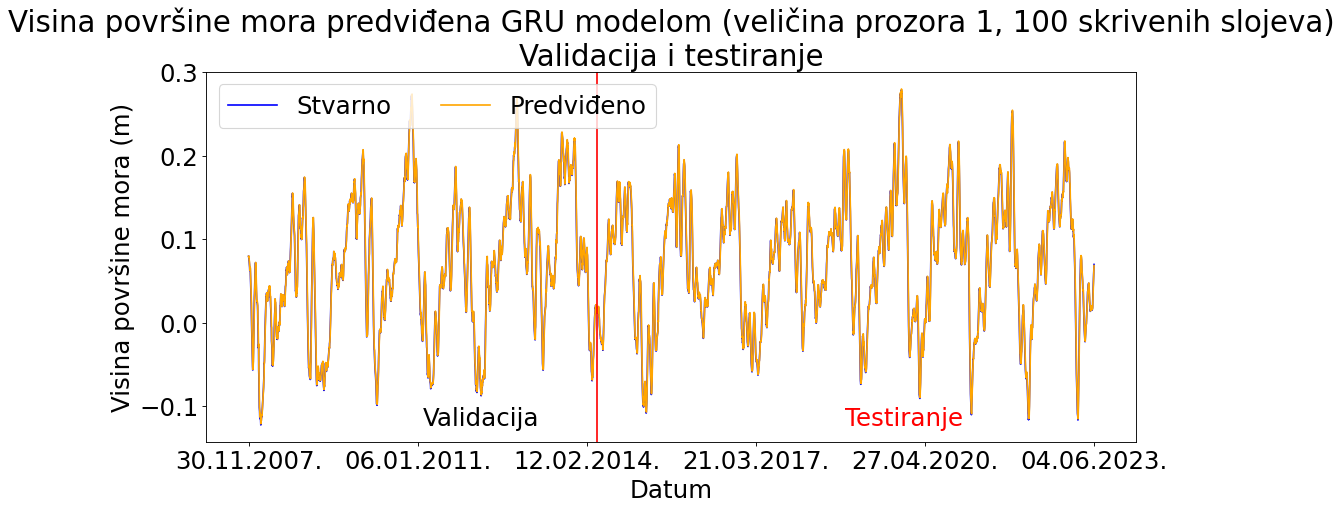 Visina površine mora predviđena GRU modelom (veličina prozora 1, 100 skrivenih slojeva)
Validacija i testiranje
Stvarno Predviđeno
Visina površine mora (m)
0.3
0.2
0.1
0.0
−0.1
Validacija Testiranje
30.11.2007. 06.01.2011. 12.02.2014. 21.03.2017. 27.04.2020. 04.06.2023.
Datum